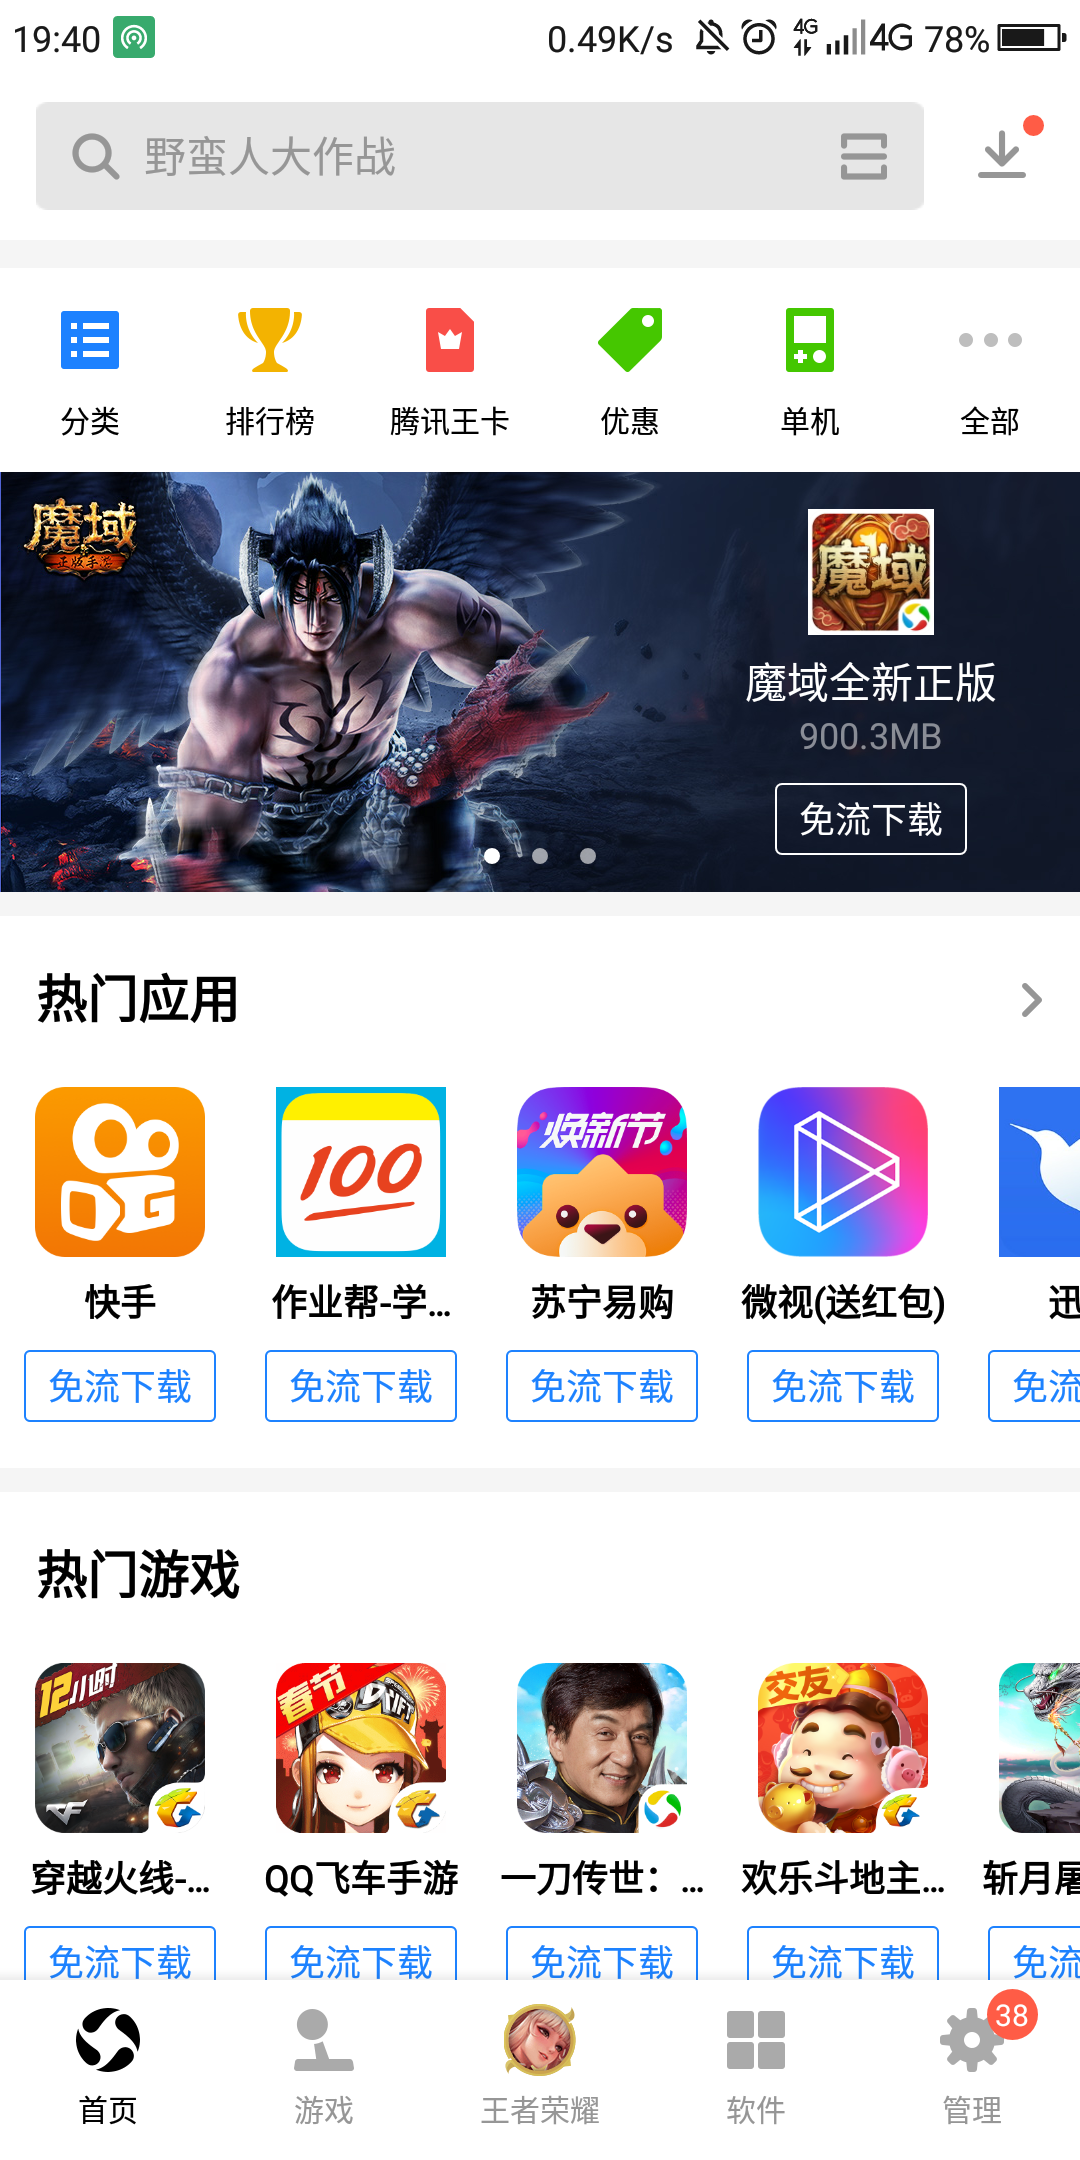 19:40 0.49K/s 4G 4G 78%
野蛮人大作战
分类 排行榜 腾讯王卡 优惠 单机 全部
魔域
正版手游
魔域
魔域全新正版
900.3MB
免流下载
热门应用
100
焕新节
快手 作业帮-学... 苏宁易购 微视(送红包) 迅
免流下载 免流下载 免流下载 免流下载 免流
热门游戏
12小时 春节 DRIFT 交友
CF
穿越火线-... QQ飞车手游 一刀传世：... 欢乐斗地主... 斩月屠
免流下载 免流下载 免流下载 免流下载 免流
38
首页 游戏 王者荣耀 软件 管理